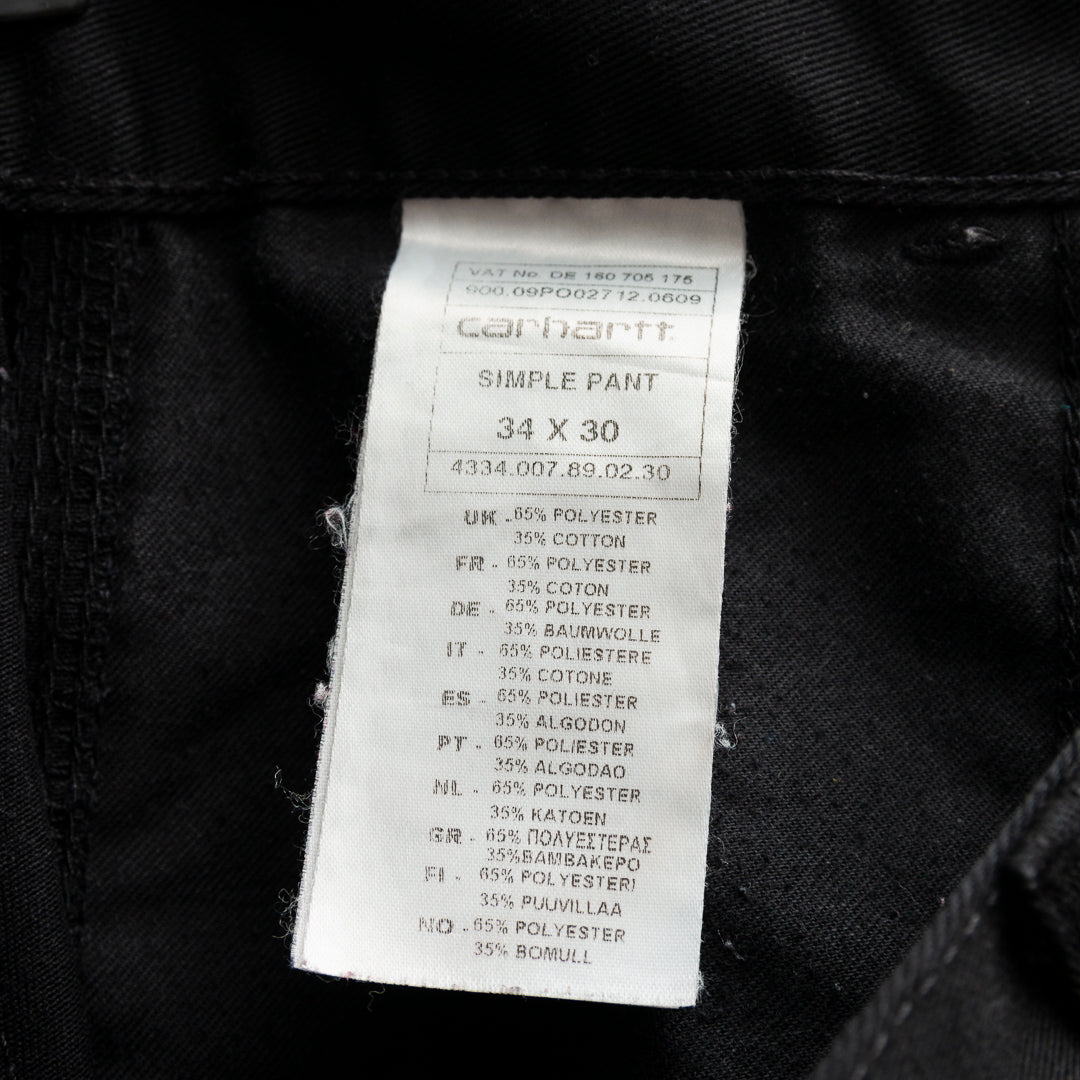 VAT No. DE 160 705 175
900.09PO02712.0609
carhartt
SIMPLE PANT
34 X 30
4334.007.89.02.30
UK - 65% POLYESTER
35% COTTON
FR - 65% POLYESTER
35% COTON
DE - 65% POLYESTER
35% BAUMWOLLE
IT - 65% POLIESTERE
35% COTONE
ES - 65% POLIESTER
35% ALGODON
PT - 65% POLIESTER
35% ALGODAO
NL - 65% POLYESTER
35% KATOEN
GR - 65% ΠΟΛΥΕΣΤΕΡΑΣ
35%ΒΑΜΒΑΚΕΡΟ
FI - 65% POLYESTERI
35% PUUVILLAA
NO - 65% POLYESTER
35% BOMULL